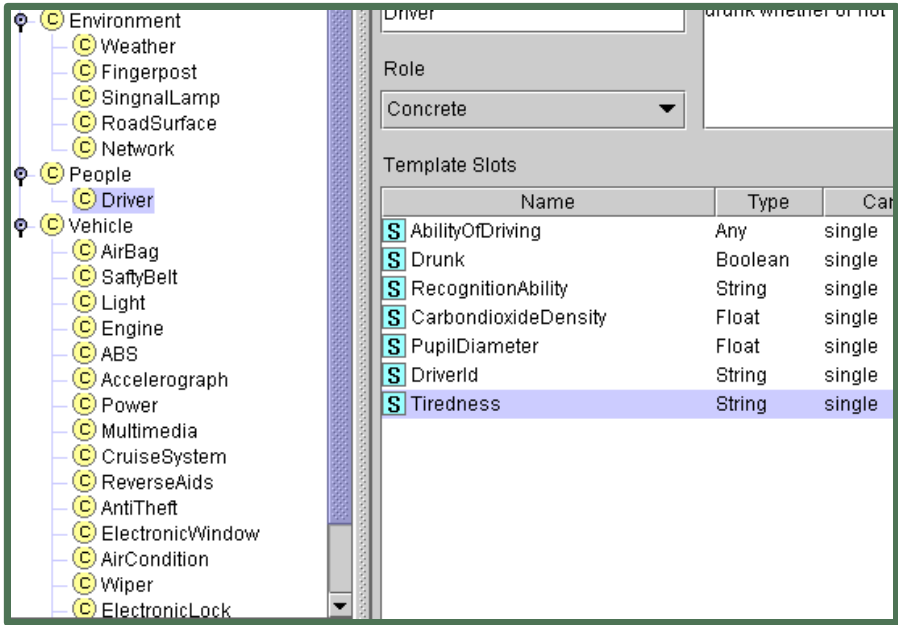 Environment
Weather
Fingerpost
SingnalLamp
RoadSurface
Network
People
Driver
Vehicle
AirBag
SaftyBelt
Light
Engine
ABS
Accelerograph
Power
Multimedia
CruiseSystem
ReverseAids
AntiTheft
ElectronicWindow
AirCondition
Wiper
ElectronicLock
Driver
drunk whether or not
Role
Concrete
Template Slots
Name Type Car
S AbilityOfDriving Any single
S Drunk Boolean single
S RecognitionAbility String single
S CarbondioxideDensity Float single
S PupilDiameter Float single
S DriverId String single
S Tiredness String single